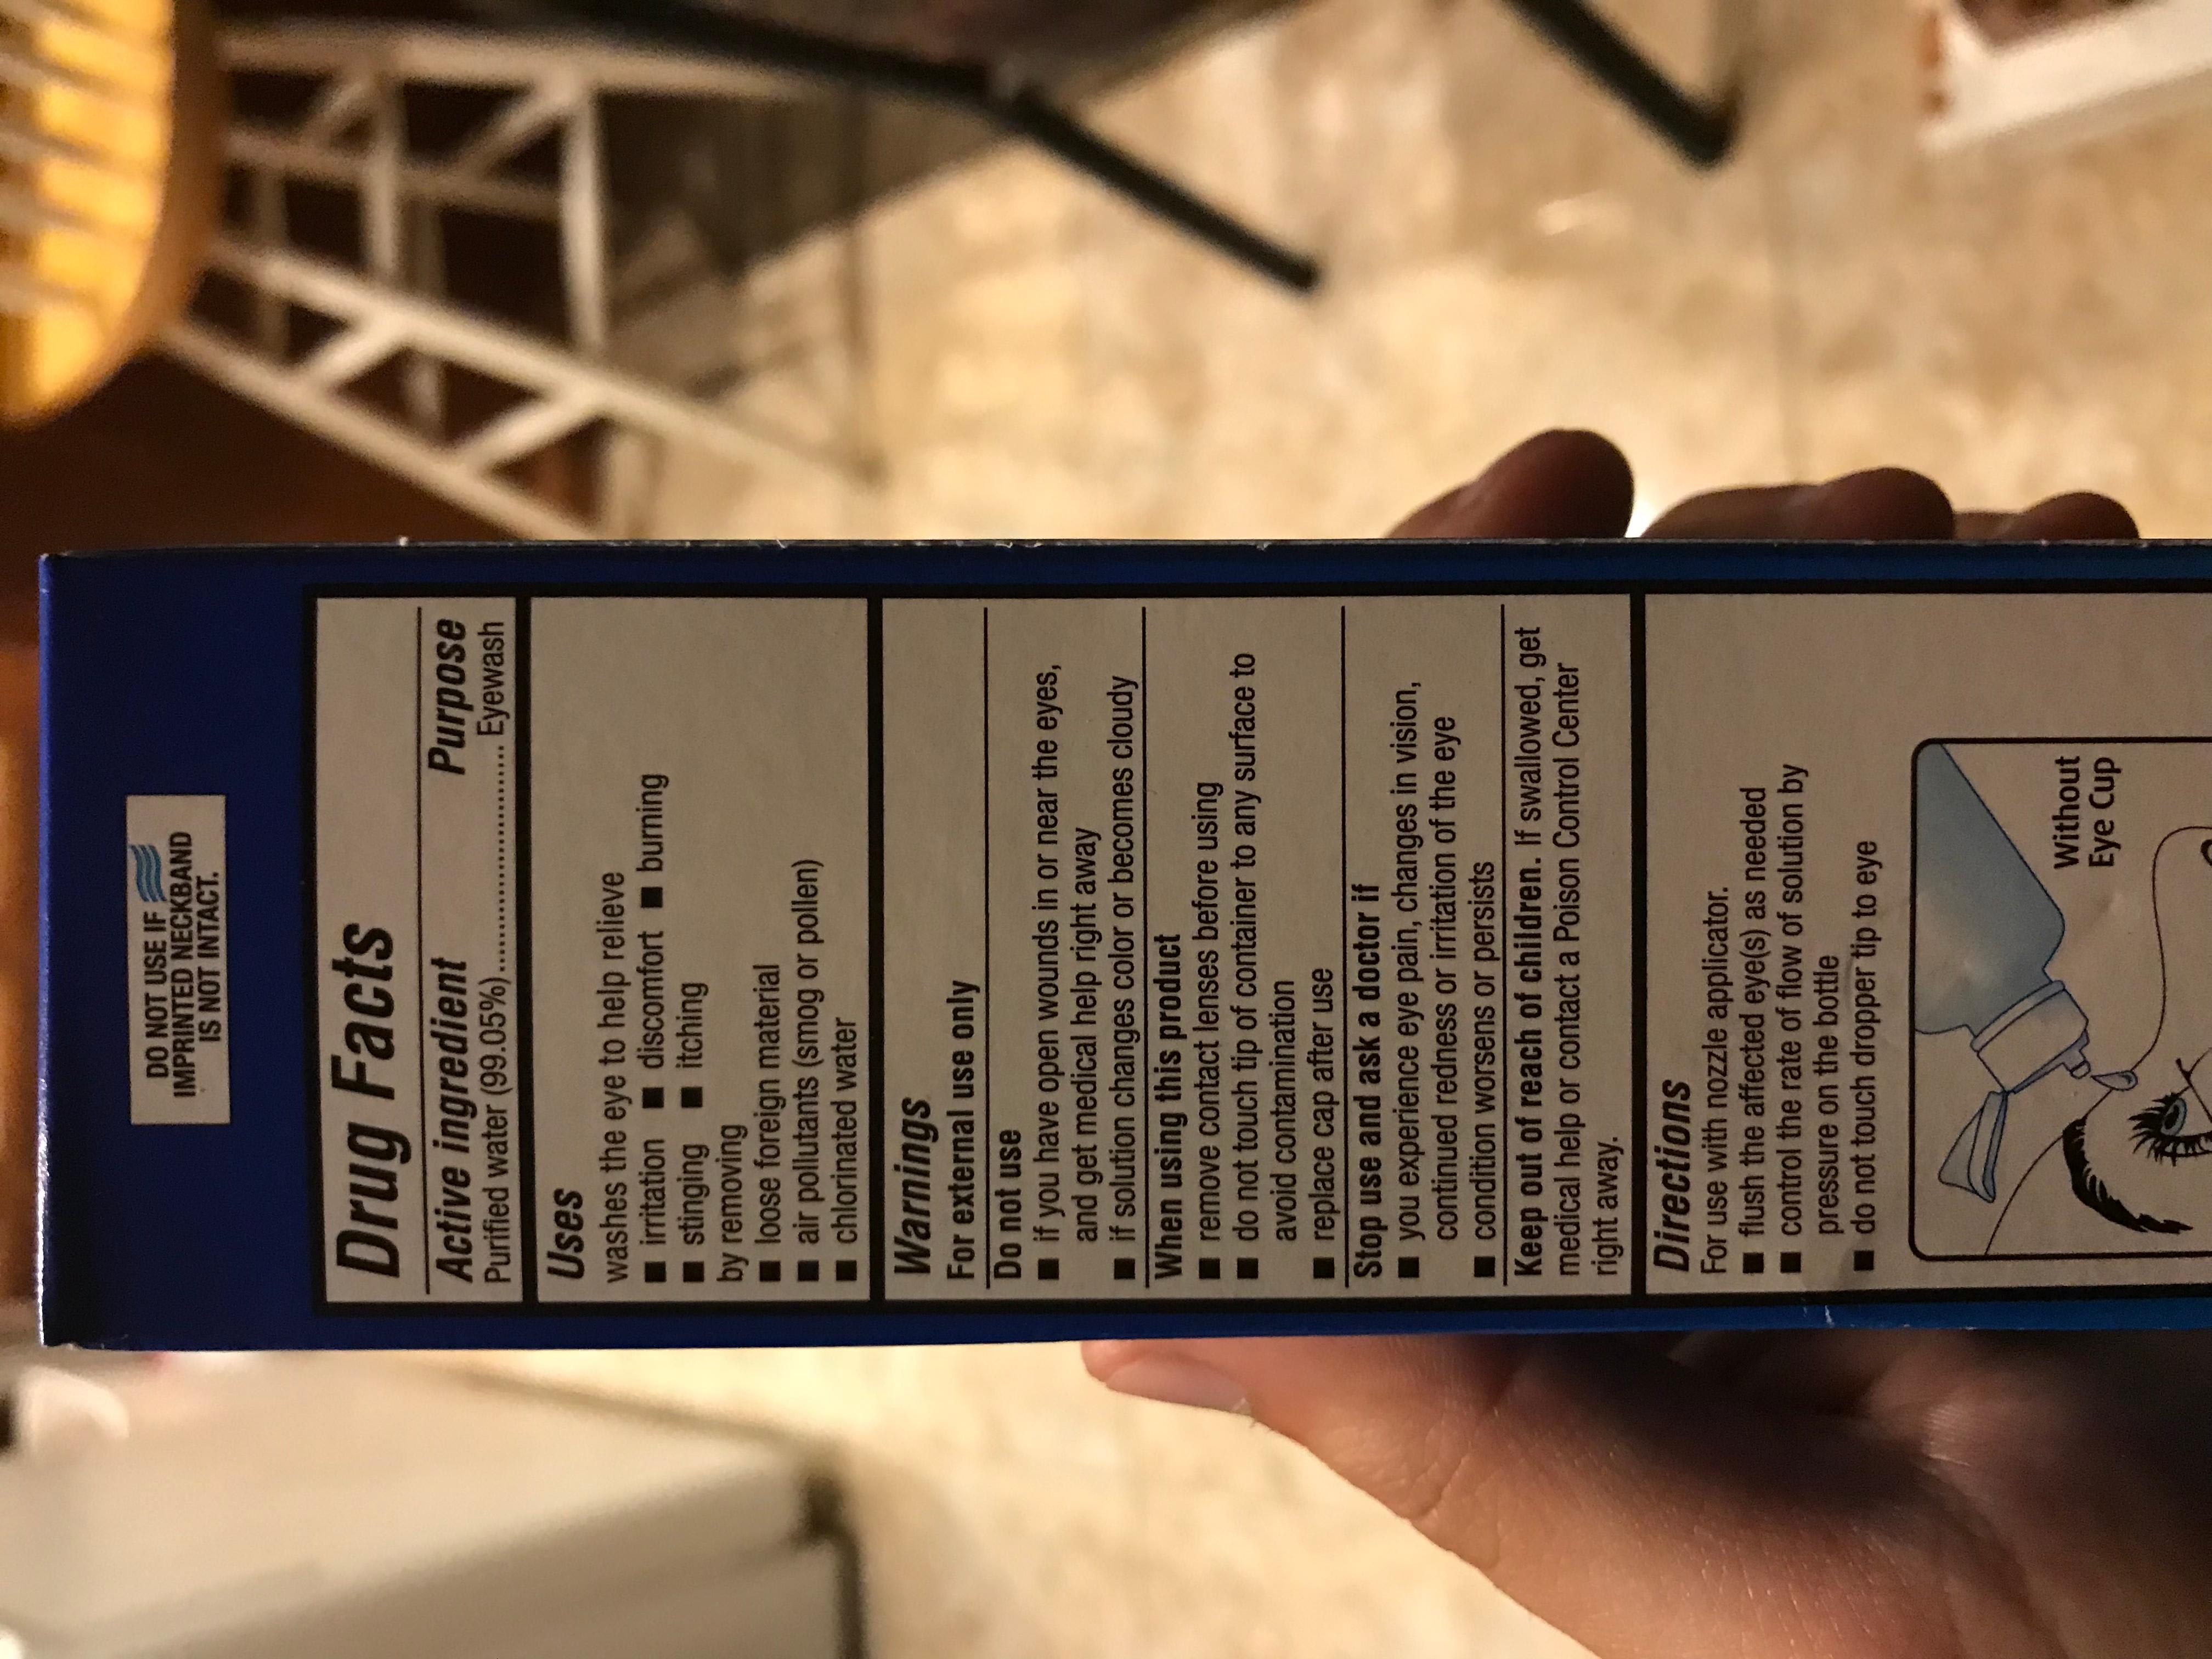 DO NOT USE IF
IMPRINTED NECKBAND
IS NOT INTACT.
Drug Facts
Active ingredient Purpose
Purified water (99.05%)........................ Eyewash
Uses
washes the eye to help relieve
■ irritation ■ discomfort ■ burning
■ stinging ■ itching
by removing
■ loose foreign material
■ air pollutants (smog or pollen)
■ chlorinated water
Warnings
For external use only
Do not use
■ if you have open wounds in or near the eyes,
and get medical help right away
■ if solution changes color or becomes cloudy
When using this product
■ remove contact lenses before using
■ do not touch tip of container to any surface to
avoid contamination
■ replace cap after use
Stop use and ask a doctor if
■ you experience eye pain, changes in vision,
continued redness or irritation of the eye
■ condition worsens or persists
Keep out of reach of children. If swallowed, get
medical help or contact a Poison Control Center
right away.
Directions
For use with nozzle applicator.
■ flush the affected eye(s) as needed
■ control the rate of flow of solution by
pressure on the bottle
■ do not touch dropper tip to eye
Without
Eye Cup